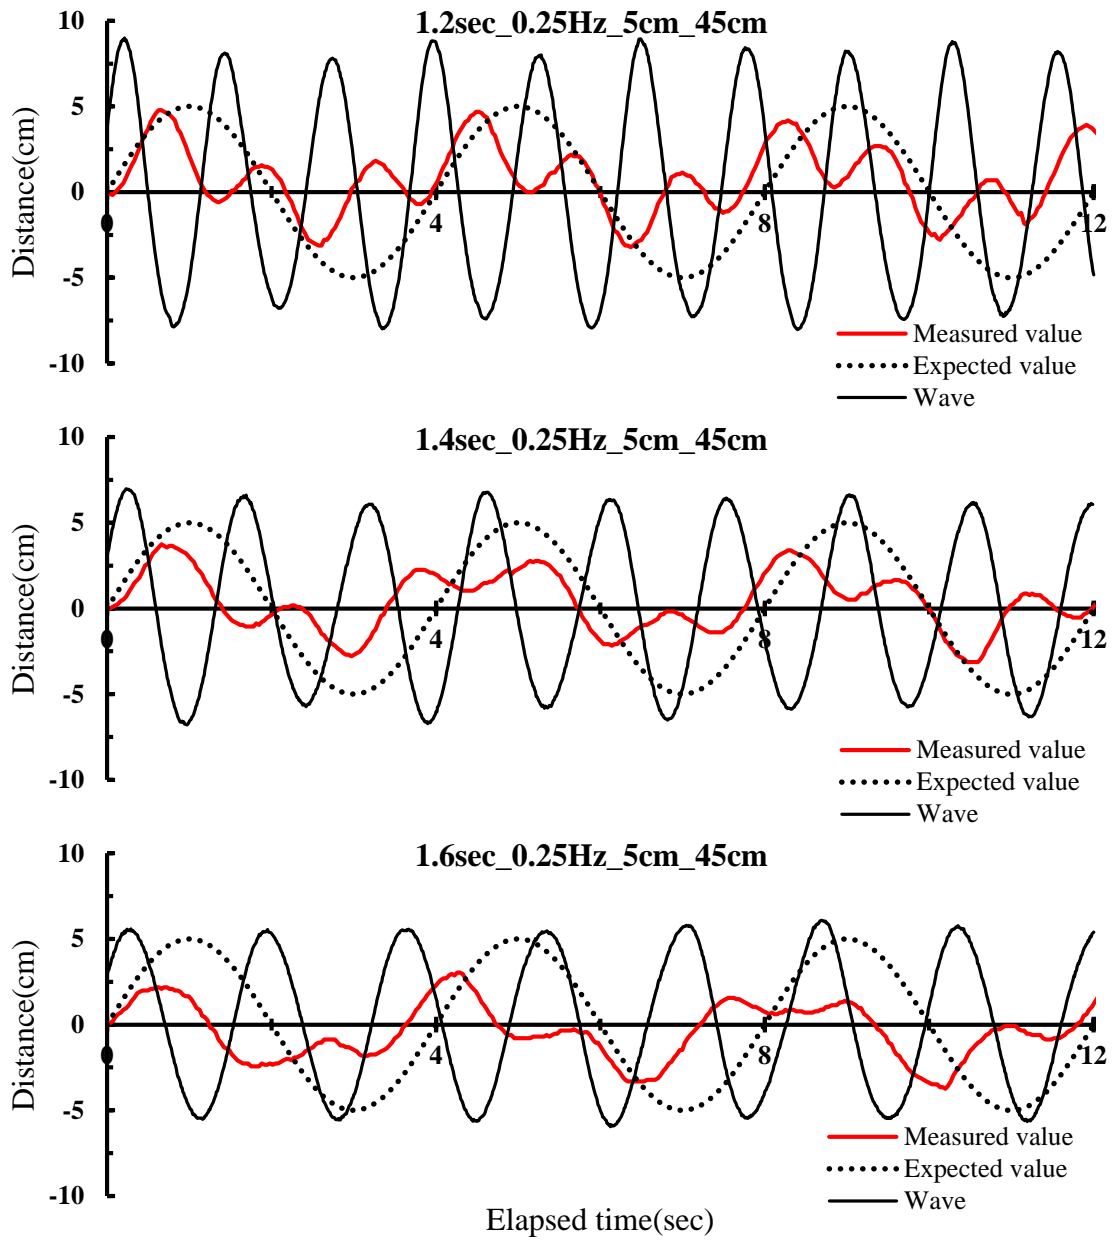 1.2sec_0.25Hz_5cm_45cm
10
5
0
-5
-10
Distance(cm)
0
4
8
12
Measured value
Expected value
Wave
1.4sec_0.25Hz_5cm_45cm
10
5
0
-5
-10
Distance(cm)
0
4
8
12
Measured value
Expected value
Wave
1.6sec_0.25Hz_5cm_45cm
10
5
0
-5
-10
Distance(cm)
0
4
8
12
Measured value
Expected value
Wave
Elapsed time(sec)